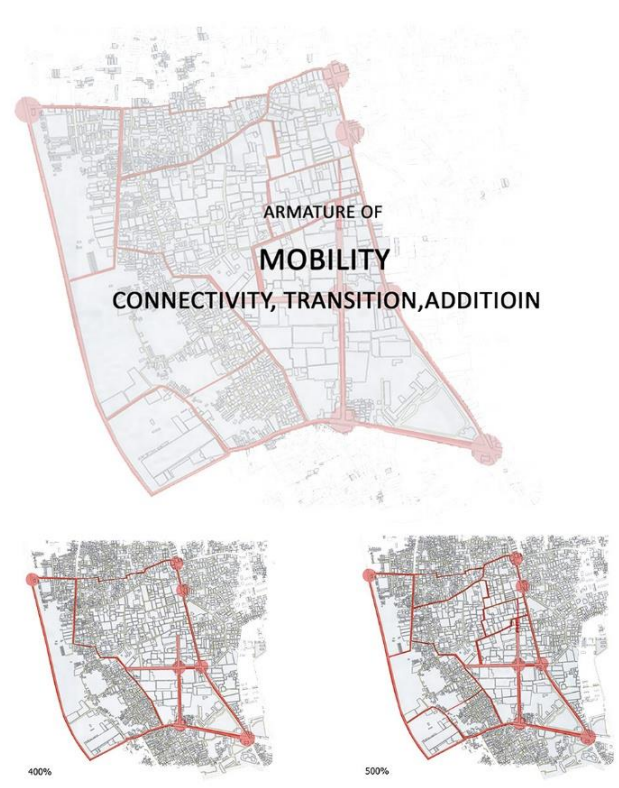 ARMATURE OF
MOBILITY
CONNECTIVITY, TRANSITION,ADDITIOIN
400%
500%